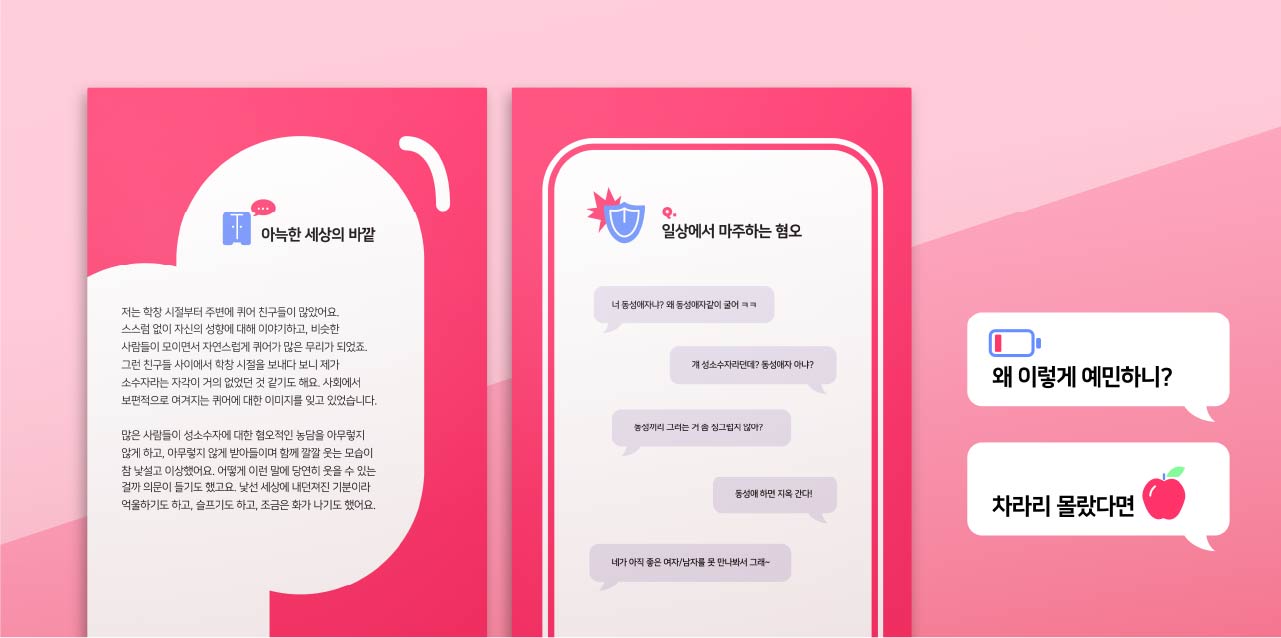 아늑한 세상의 바깥
저는 학창 시절부터 주변에 퀴어 친구들이 많았어요.
스스럼 없이 자신의 성향에 대해 이야기하고, 비슷한
사람들이 모이면서 자연스럽게 퀴어가 많은 무리가 되었죠.
그런 친구들 사이에서 학창 시절을 보내다 보니 제가
소수자라는 자각이 거의 없었던 것 같기도 해요. 사회에서
보편적으로 여겨지는 퀴어에 대한 이미지를 잊고 있었습니다.
많은 사람들이 성소수자에 대한 혐오적인 농담을 아무렇지
않게 하고, 아무렇지 않게 받아들이며 함께 깔깔 웃는 모습이
참 낯설고 이상했어요. 어떻게 이런 말에 당연히 웃을 수 있는
걸까 의문이 들기도 했고요. 낯선 세상에 내던져진 기분이라
억울하기도 하고, 슬프기도 하고, 조금은 화가 나기도 했어요.
Q.
일상에서 마주하는 혐오
너 동성애자냐? 왜 동성애자같이 굴어 ㅋㅋ
걔 성소수자라던데? 동성애자 아냐?
동성끼리 그러는 거 좀 징그럽지 않아?
동성애 하면 지옥 간다!
네가 아직 좋은 여자/남자를 못 만나봐서 그래~
왜 이렇게 예민하니?
차라리 몰랐다면